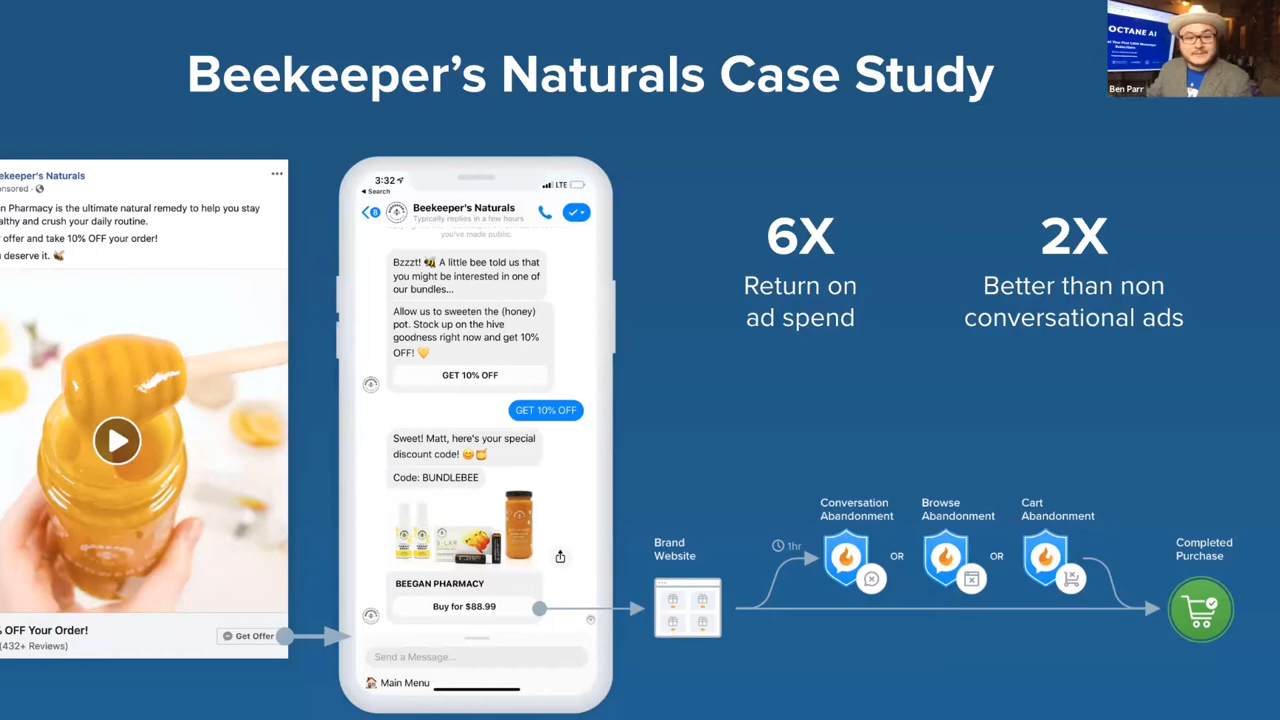 Beekeeper's Naturals Case Study
OCTANE AI
Ben Parr
ekeeper's Naturals
onsored
n Pharmacy is the ultimate natural remedy to help you stay
althy and crush your daily routine.
offer and take 10% OFF your order!
deserve it. 🐝
OFF Your Order!
(432+ Reviews)
Get Offer
3:32
LTE
Search
8
Beekeeper's Naturals
Typically replies in a few hours
you've made public.
Bzzzt! 🐝 A little bee told us that
you might be interested in one of
our bundles...
Allow us to sweeten the (honey)
pot. Stock up on the hive
goodness right now and get 10%
OFF! 💛
GET 10% OFF
GET 10% OFF
Sweet! Matt, here's your special
discount code! 😊🍯
Code: BUNDLEBEE
BEEGAN PHARMACY
Buy for $88.99
Send a Message...
🏠 Main Menu
6X
Return on
ad spend
2X
Better than non
conversational ads
Brand
Website
1hr
Conversation
Abandonment
OR
Browse
Abandonment
OR
Cart
Abandonment
Completed
Purchase